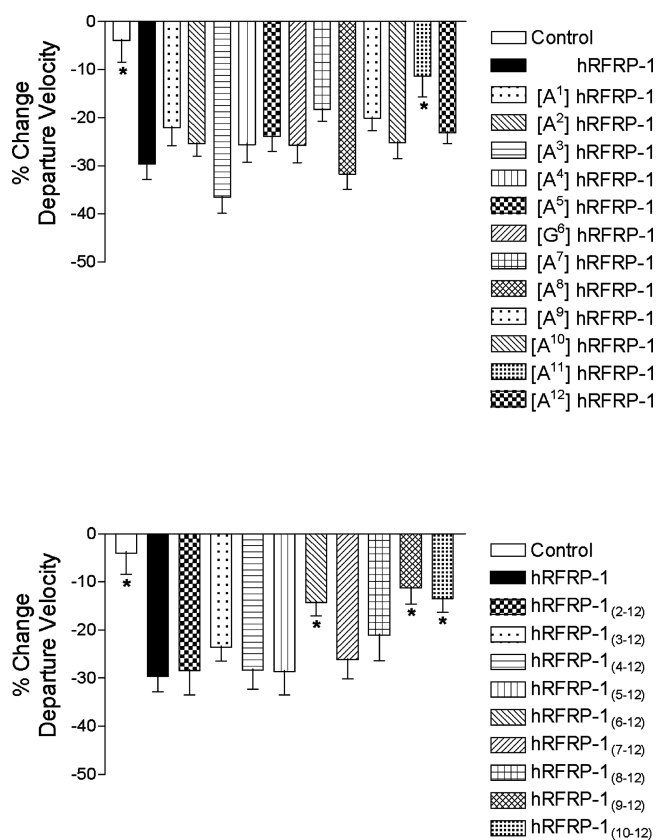 % Change
Departure Velocity
0
-10
-20
-30
-40
-50
*
*
Control
hRFRP-1
[A¹] hRFRP-1
[A²] hRFRP-1
[A³] hRFRP-1
[A⁴] hRFRP-1
[A⁵] hRFRP-1
[G⁶] hRFRP-1
[A⁷] hRFRP-1
[A⁸] hRFRP-1
[A⁹] hRFRP-1
[A¹⁰] hRFRP-1
[A¹¹] hRFRP-1
[A¹²] hRFRP-1
% Change
Departure Velocity
0
-10
-20
-30
-40
-50
*
*
*
*
Control
hRFRP-1
hRFRP-1₍₂₋₁₂₎
hRFRP-1₍₃₋₁₂₎
hRFRP-1₍₄₋₁₂₎
hRFRP-1₍₅₋₁₂₎
hRFRP-1₍₆₋₁₂₎
hRFRP-1₍₇₋₁₂₎
hRFRP-1₍₈₋₁₂₎
hRFRP-1₍₉₋₁₂₎
hRFRP-1₍₁₀₋₁₂₎